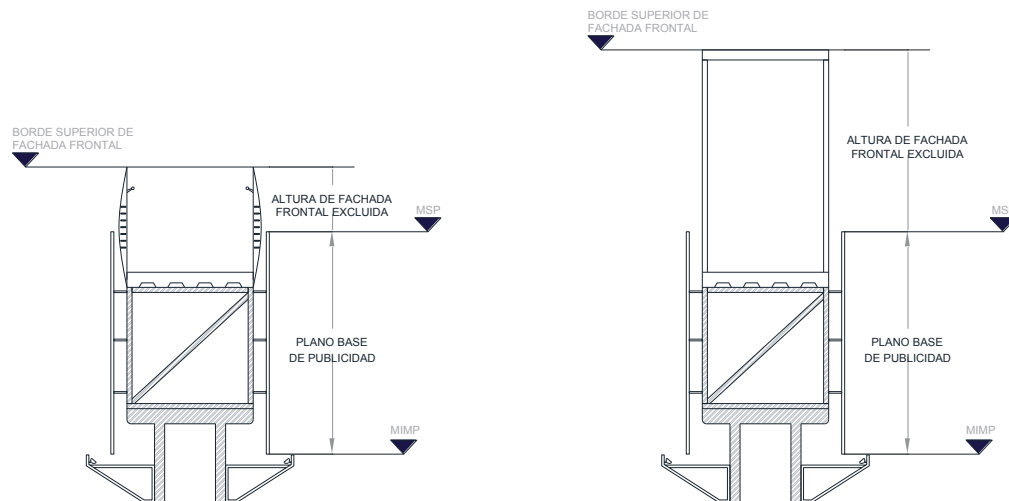 BORDE SUPERIOR DE
FACHADA FRONTAL
ALTURA DE FACHADA
FRONTAL EXCLUIDA
MSP
PLANO BASE
DE PUBLICIDAD
MIMP
BORDE SUPERIOR DE
FACHADA FRONTAL
ALTURA DE FACHADA
FRONTAL EXCLUIDA
PLANO BASE
DE PUBLICIDAD
MIMP